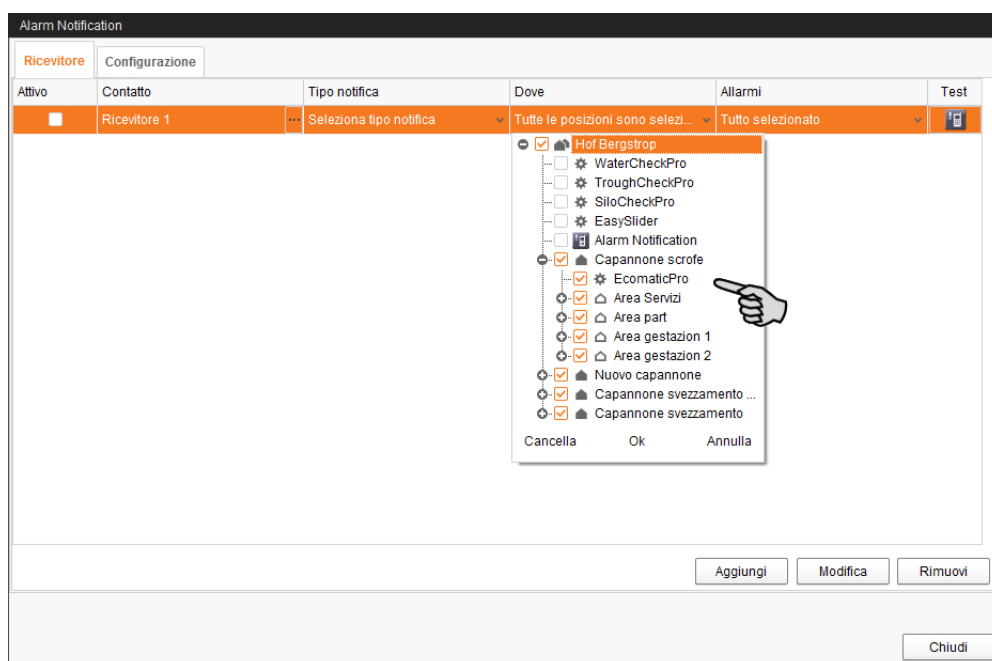 Alarm Notification
Ricevitore Configurazione
Attivo Contatto Tipo notifica Dove Allarmi Test
Ricevitore 1 ... Seleziona tipo notifica Tutte le posizioni sono selezi... Tutto selezionato
Hof Bergstrop
WaterCheckPro
TroughCheckPro
SiloCheckPro
EasySlider
Alarm Notification
Capannone scrofe
EcomaticPro
Area Servizi
Area part
Area gestazion 1
Area gestazion 2
Nuovo capannone
Capannone svezzamento ...
Capannone svezzamento
Cancella Ok Annulla
Aggiungi Modifica Rimuovi
Chiudi